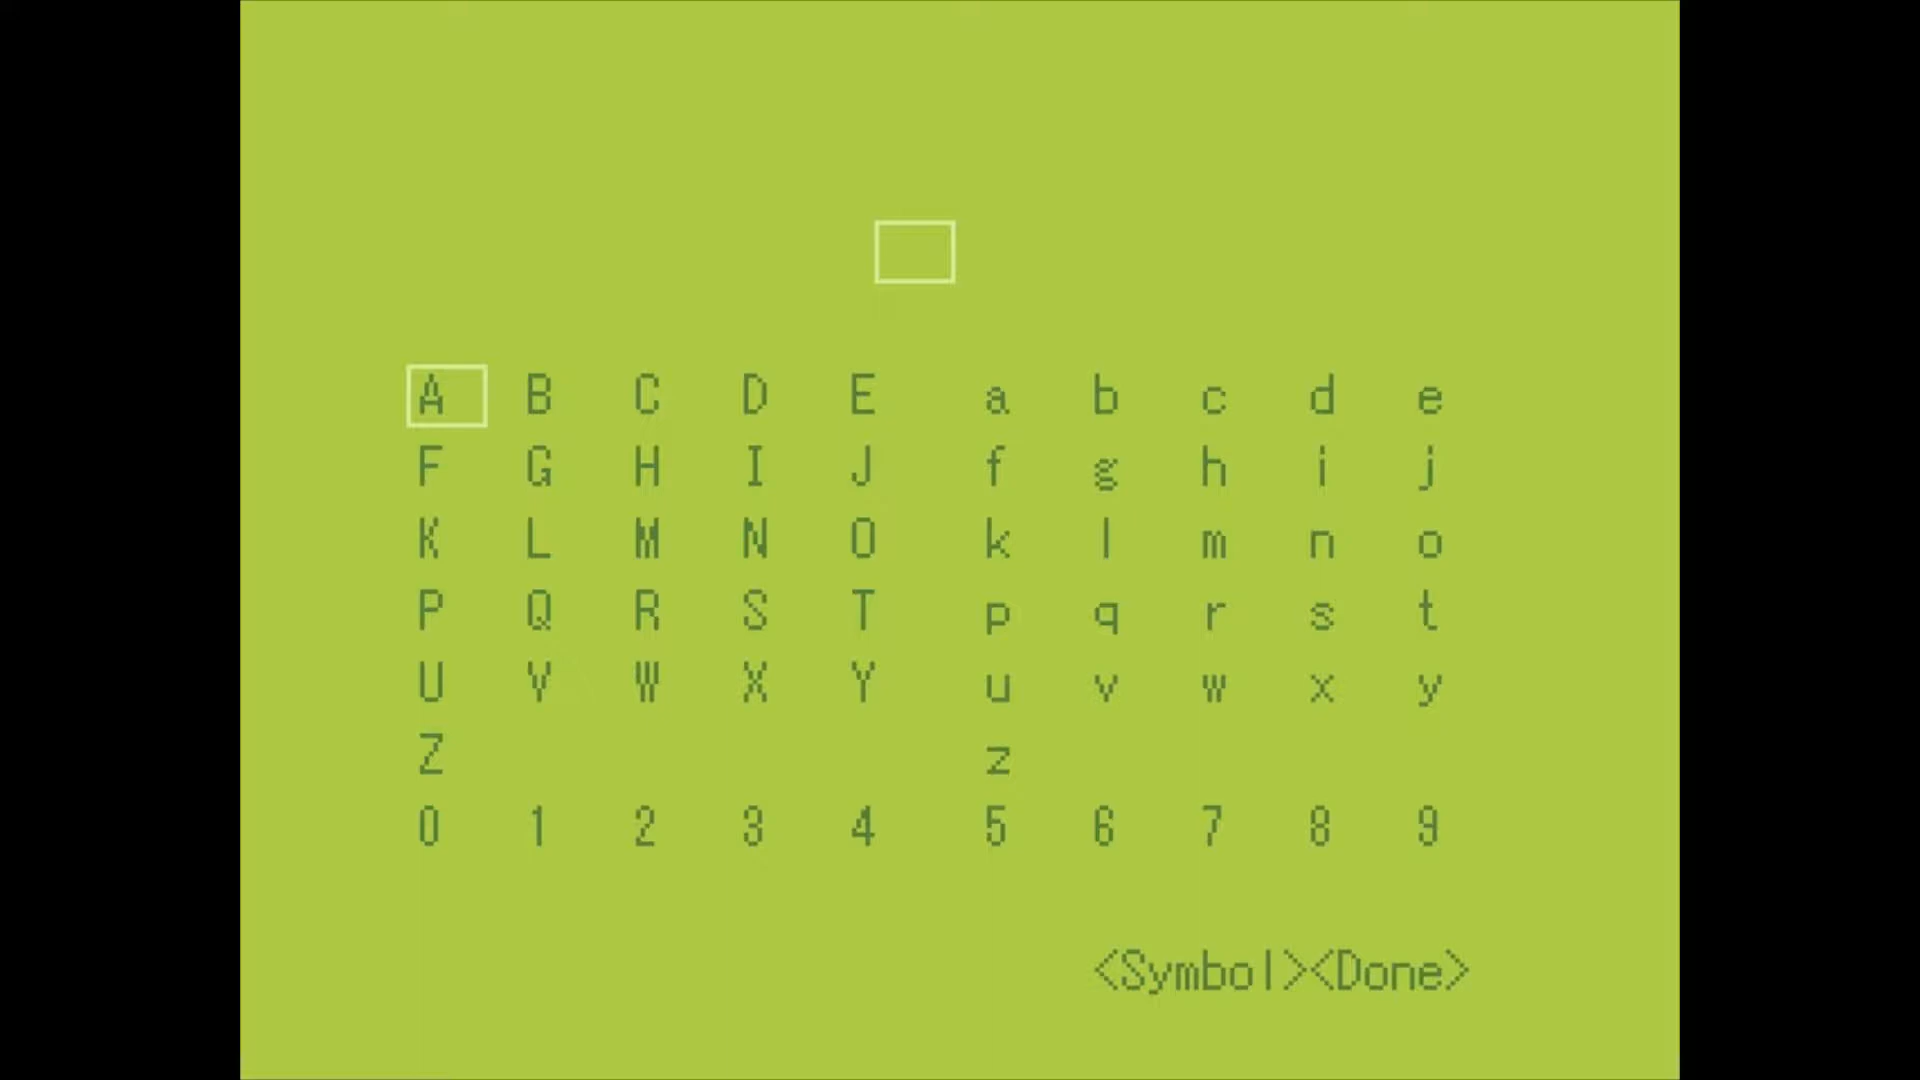 A B C D E a b c d e
F G H I J f g h i j
K L M N O k l m n o
P Q R S T p q r s t
U V W X Y u v w x y
Z z
0 1 2 3 4 5 6 7 8 9
<Symbol><Done>